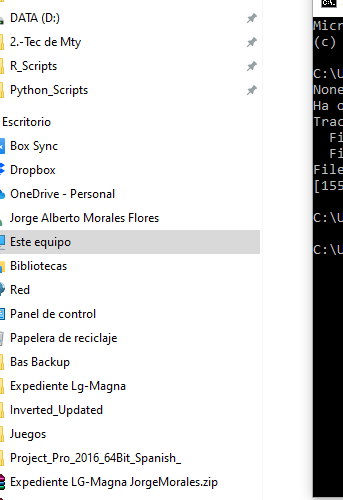 DATA (D:)
2.-Tec de Mty
R_Scripts
Python_Scripts
Escritorio
Box Sync
Dropbox
OneDrive - Personal
Jorge Alberto Morales Flores
Este equipo
Bibliotecas
Red
Panel de control
Papelera de reciclaje
Bas Backup
Expediente Lg-Magna
Inverted_Updated
Juegos
Project_Pro_2016_64Bit_Spanish_
Expediente LG-Magna JorgeMorales.zip
C:\.
Micr
(c)
C:\U
None
Ha o
Trac
Fi
Fi
File
[155
C:\U
C:\U